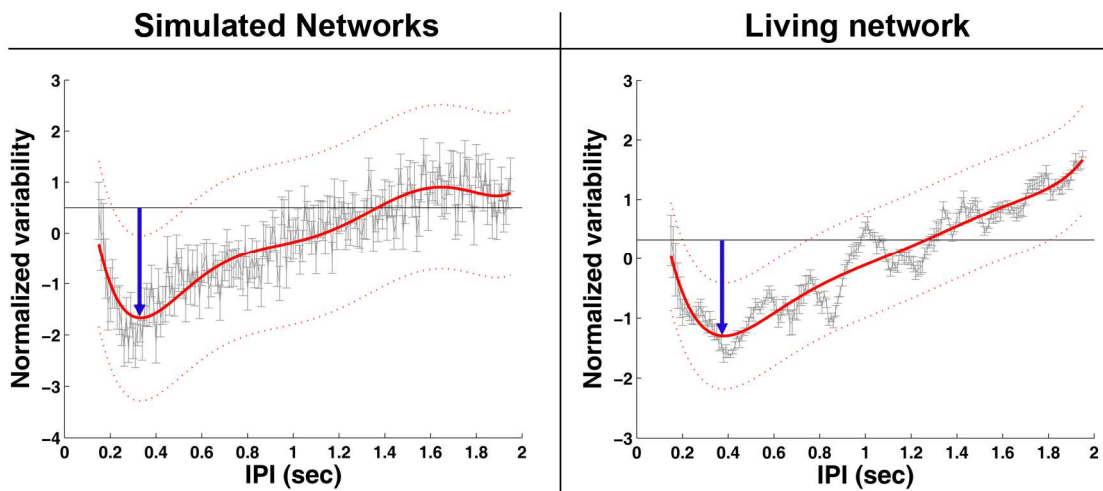 Simulated Networks
Living network
Normalized variability
3
2
1
0
−1
−2
−3
−4
0 0.2 0.4 0.6 0.8 1 1.2 1.4 1.6 1.8 2
IPI (sec)
Normalized variability
3
2
1
0
−1
−2
−3
0 0.2 0.4 0.6 0.8 1 1.2 1.4 1.6 1.8 2
IPI (sec)